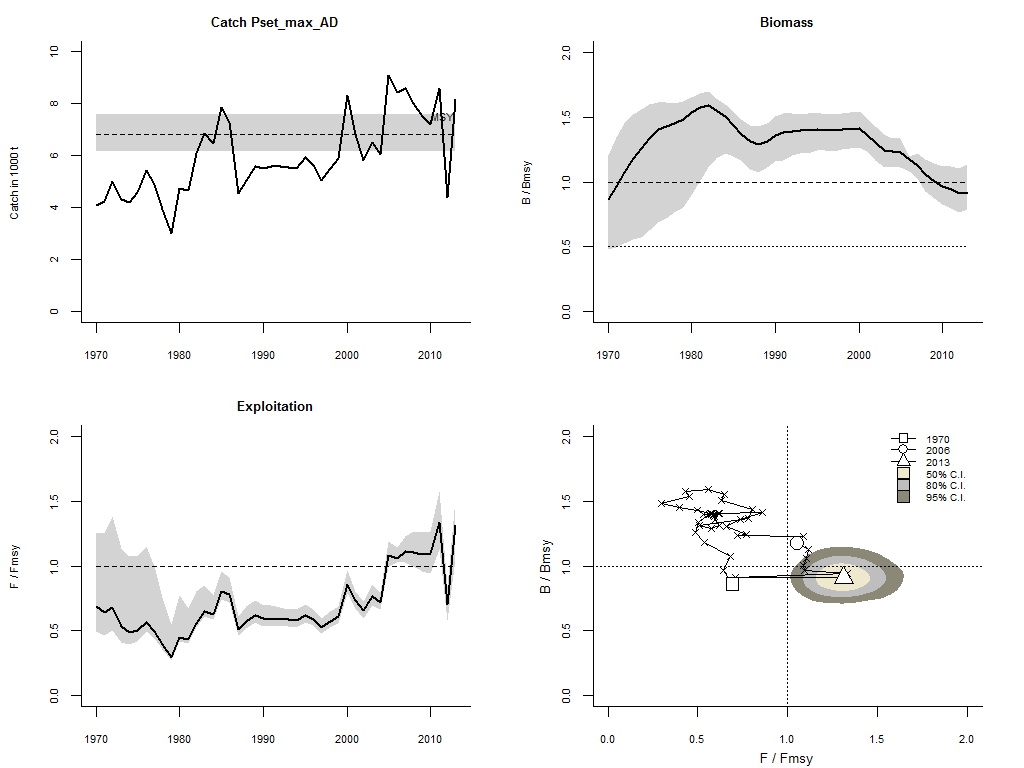 Catch Pset_max_AD
Catch in 1000 t
10
8
6
4
2
0
MSY
1970 1980 1990 2000 2010
Biomass
B / Bmsy
2.0
1.5
1.0
0.5
0.0
1970 1980 1990 2000 2010
Exploitation
F / Fmsy
2.0
1.5
1.0
0.5
0.0
1970 1980 1990 2000 2010
B / Bmsy
2.0
1.5
1.0
0.5
0.0
1970
2006
2013
50% C.I.
80% C.I.
95% C.I.
0.0 0.5 1.0 1.5 2.0
F / Fmsy